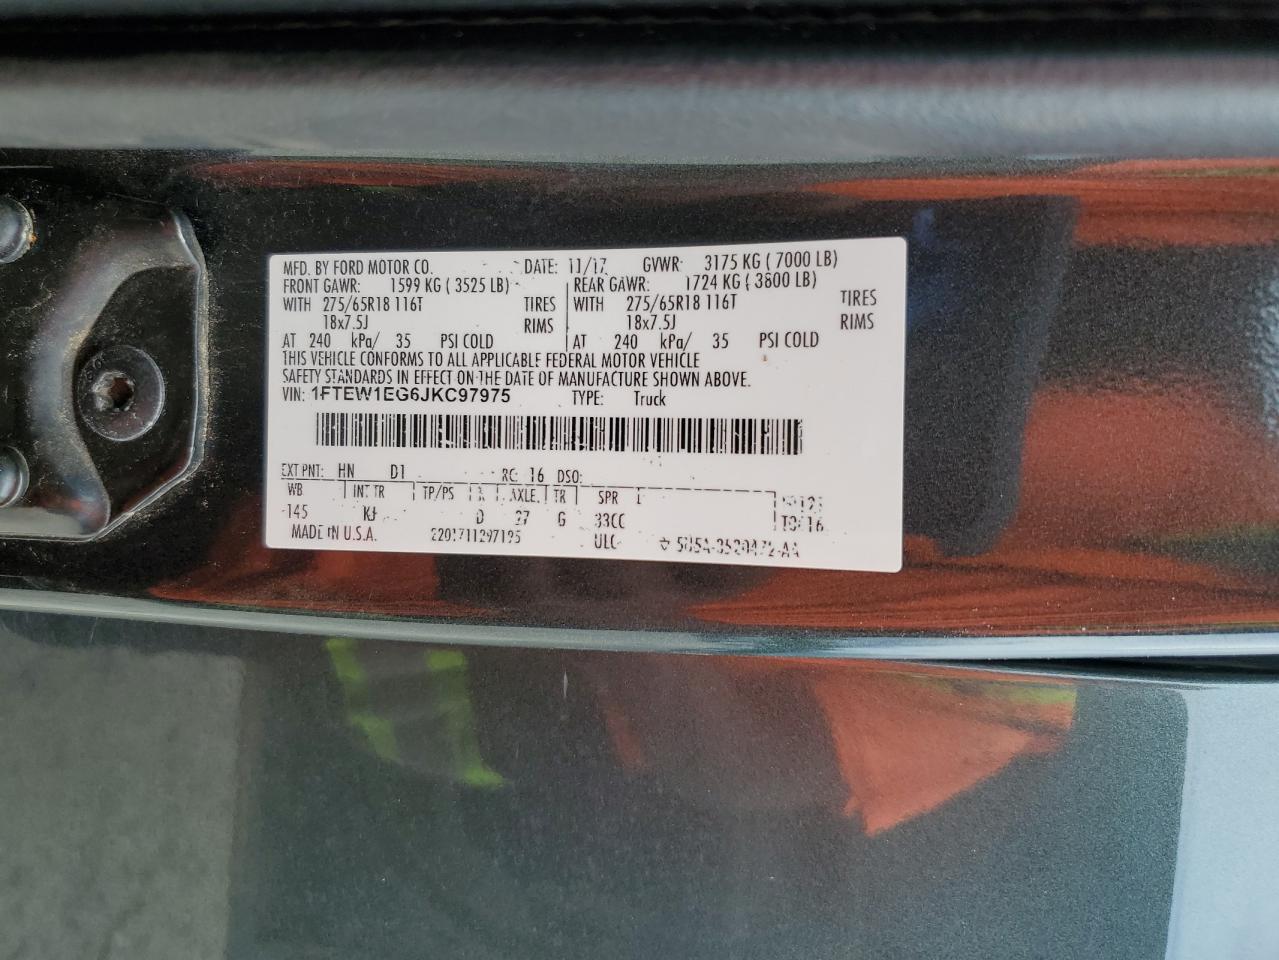 MFD. BY FORD MOTOR CO. DATE: 11/17 GVWR: 3175 KG ( 7000 LB)
FRONT GAWR: 1599 KG ( 3525 LB) REAR GAWR: 1724 KG ( 3800 LB)
WITH 275/65R18 116T TIRES WITH 275/65R18 116T TIRES
18x7.5J RIMS 18x7.5J RIMS
AT 240 kPa/ 35 PSI COLD AT 240 kPa/ 35 PSI COLD
THIS VEHICLE CONFORMS TO ALL APPLICABLE FEDERAL MOTOR VEHICLE
SAFETY STANDARDS IN EFFECT ON THE DATE OF MANUFACTURE SHOWN ABOVE.
VIN: 1FTEW1EG6JKC97975 TYPE: Truck
EXT PNT: HN D1 RC: 16 DSO:
WB INT TR TP/PS R AXLE TR SPR
145 KJ D 27 G 33CC
MADE IN U.S.A. ULC